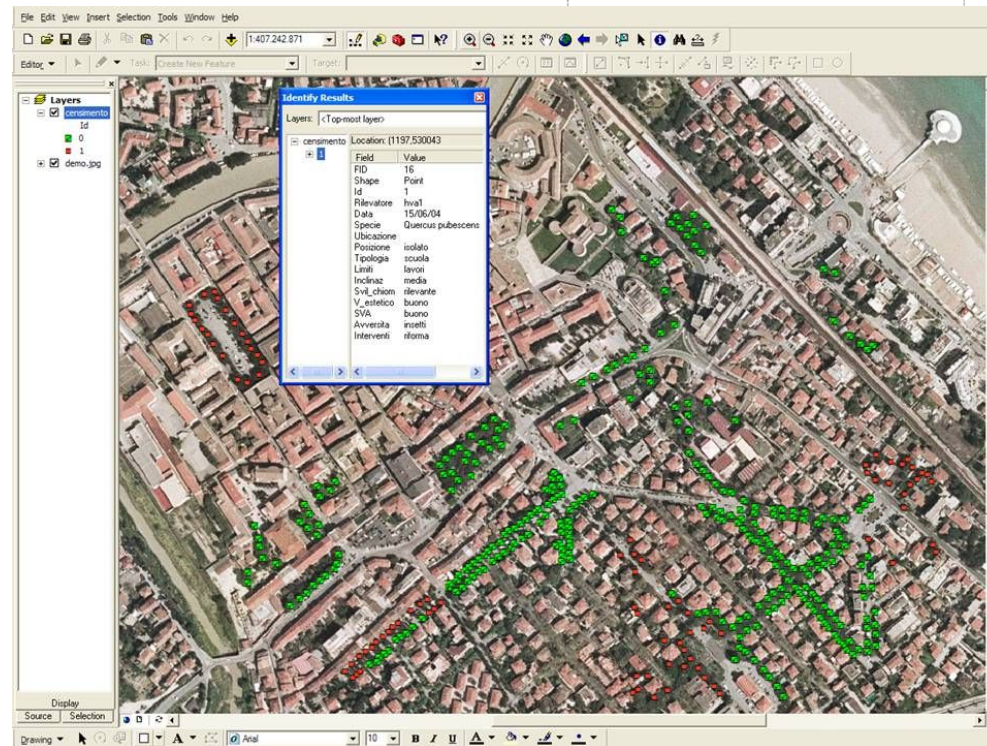 File Edit View Insert Selection Tools Window Help
1:407.242.871
Editor Task: Create New Feature Target:
Layers
censimento
Id
0
1
demo.jpg
Identify Results
Layers: <Top-most layer>
censimento
1
Location: (1197,530043
Field Value
FID 16
Shape Point
Id 1
Rilevatore hva1
Data 15/06/04
Specie Quercus pubescens
Ubicazione
Posizione isolato
Tipologia scuola
Limiti lavori
Inclinaz media
Svil_chiom rilevante
V_estetico buono
SVA buono
Avversita insetti
Interventi riforma
Display
Source Selection
Drawing A Arial 10 B I U A